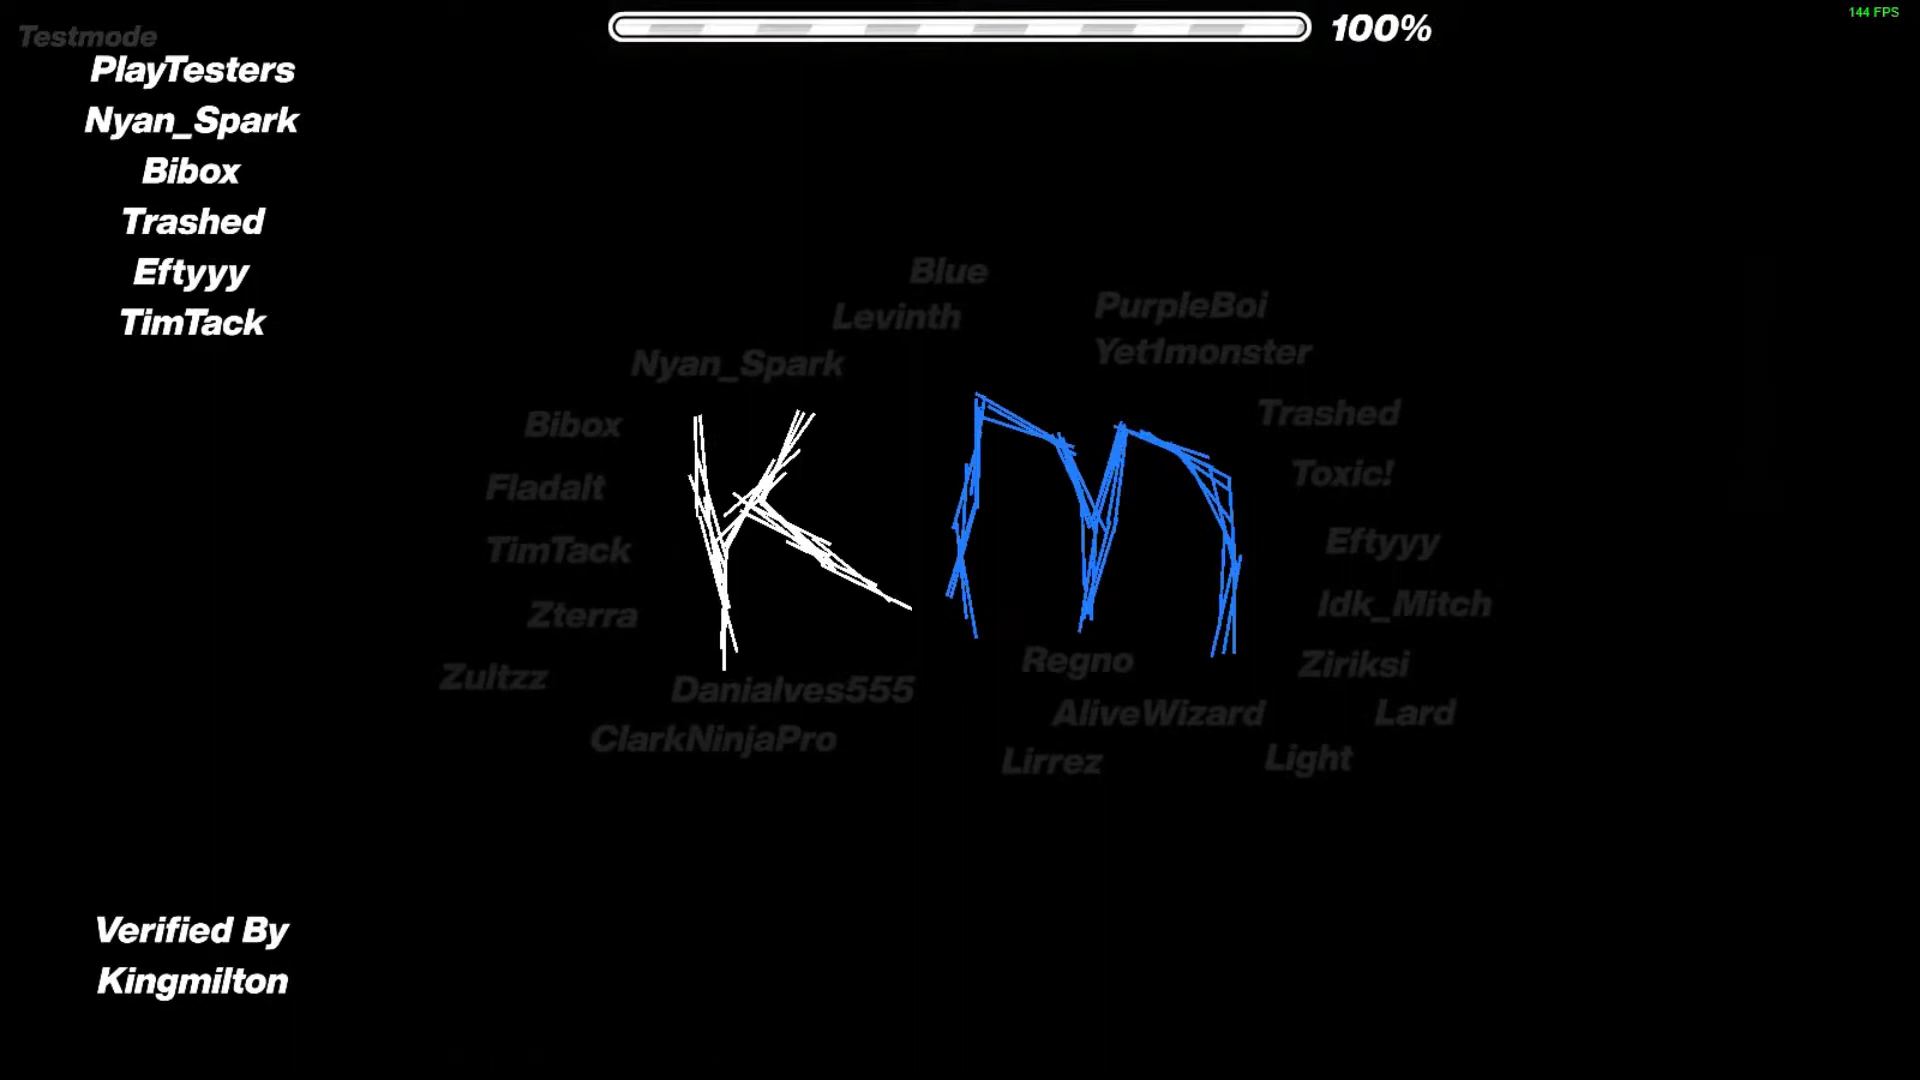 Testmode
100%
144 FPS
PlayTesters
Nyan_Spark
Bibox
Trashed
Eftyyy
TimTack
Blue
Levinth
PurpleBoi
Yet1monster
Nyan_Spark
Bibox
Trashed
Fladalt
Toxic!
TimTack
Eftyyy
Zterra
Idk_Mitch
Zultzz
Danialves555
Regno
Ziriksi
ClarkNinjaPro
AliveWizard
Lard
Lirrez
Light
Km
Verified By
Kingmilton